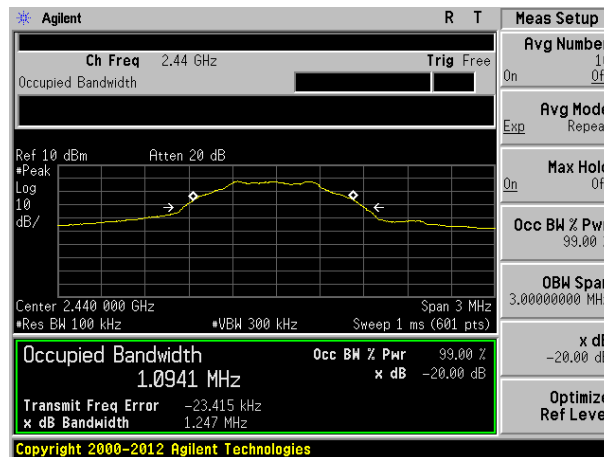 Agilent R T Meas Setup
Ch Freq 2.44 GHz Trig Free
Occupied Bandwidth
Avg Number
On
Avg Mode
Exp Repeat
Max Hold
On
Occ BW % Pwr
99.00
OBW Span
3.00000000
x dB
-20.00
Optimize
Ref Level
Ref 10 dBm Atten 20 dB
#Peak
Log
10
dB/
Center 2.440 000 GHz Span 3 MHz
#Res BW 100 kHz #VBW 300 kHz Sweep 1 ms (601 pts)
Occupied Bandwidth Occ BW % Pwr 99.00 %
1.0941 MHz x dB -20.00 dB
Transmit Freq Error -23.415 kHz
x dB Bandwidth 1.247 MHz
Copyright 2000-2012 Agilent Technologies